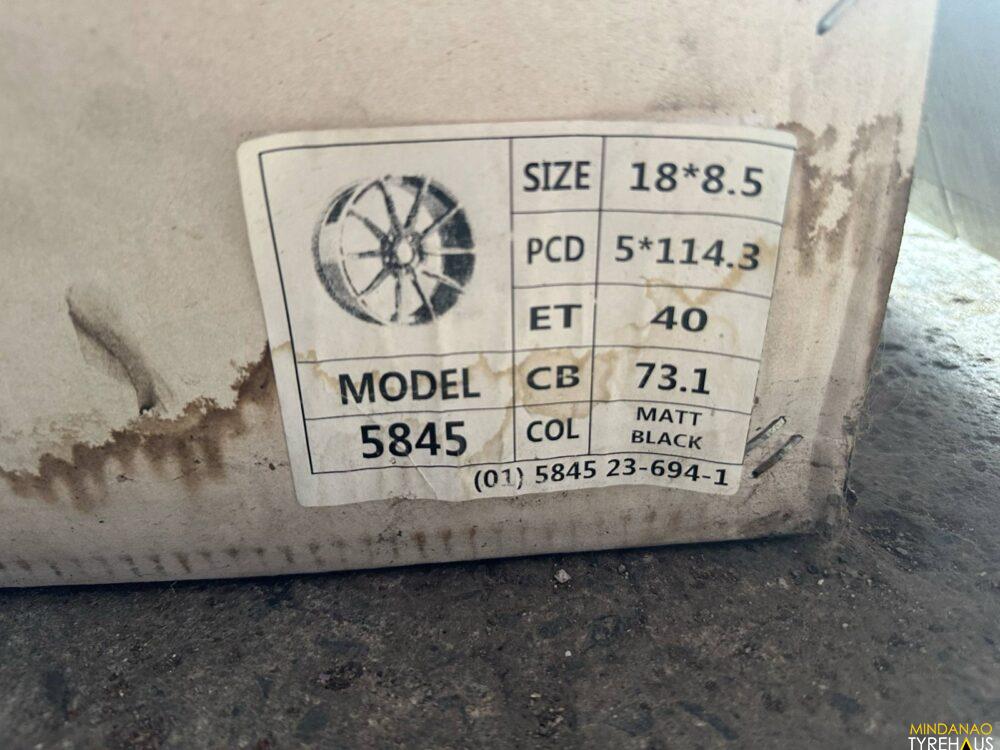 SIZE 18*8.5
PCD 5*114.3
ET 40
MODEL CB 73.1
5845 COL MATT
BLACK
(01) 5845 23-694-1
MINDANAO
TYREHAUS